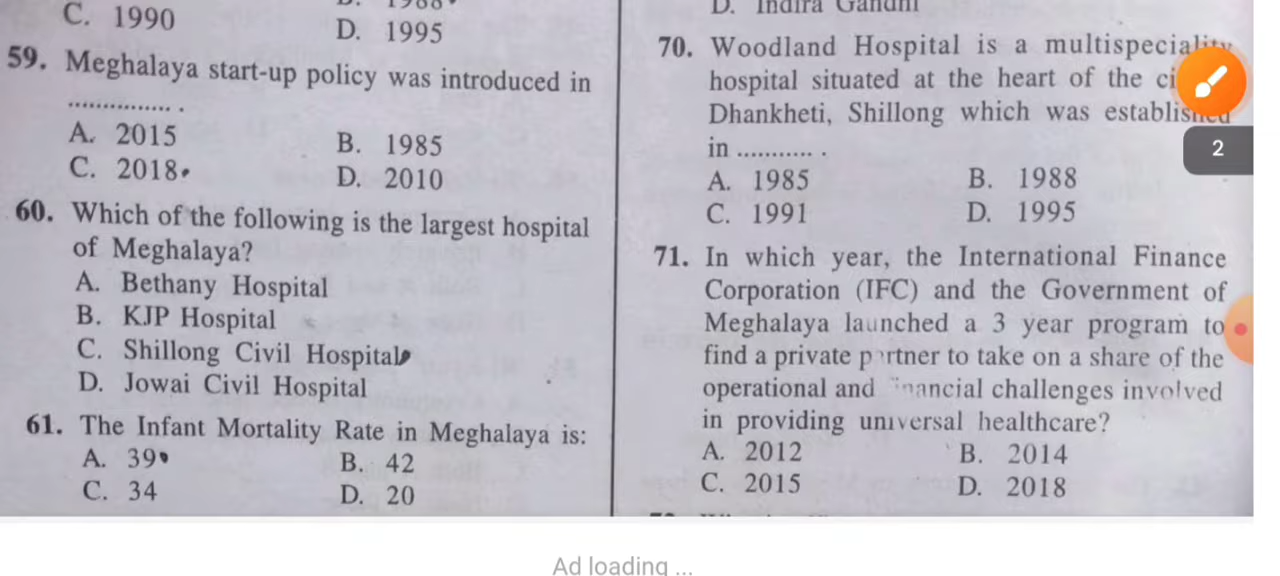 C. 1990
D. 1995
59. Meghalaya start-up policy was introduced in
................ .
A. 2015 B. 1985
C. 2018 D. 2010
60. Which of the following is the largest hospital
of Meghalaya?
A. Bethany Hospital
B. KJP Hospital
C. Shillong Civil Hospital
D. Jowai Civil Hospital
61. The Infant Mortality Rate in Meghalaya is:
A. 39 B. 42
C. 34 D. 20
D. Indira Gandhi
70. Woodland Hospital is a multispeciality
hospital situated at the heart of the
Dhankheti, Shillong which was established
in ............ .
A. 1985 B. 1988
C. 1991 D. 1995
71. In which year, the International Finance
Corporation (IFC) and the Government of
Meghalaya launched a 3 year program to
find a private partner to take on a share of the
operational and financial challenges involved
in providing universal healthcare?
A. 2012 B. 2014
C. 2015 D. 2018
2
Ad loading ...